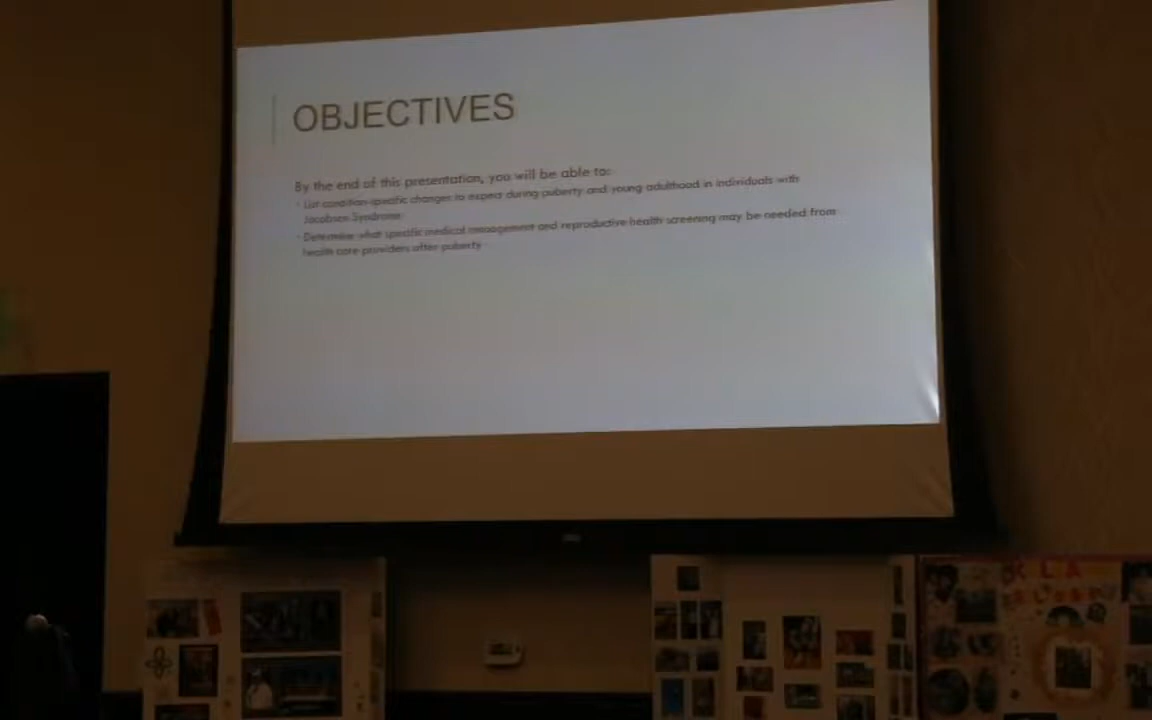 OBJECTIVES
By the end of this presentation, you will be able to:
· List condition-specific changes to expect during puberty and young adulthood in individuals with
Jacobsen Syndrome
· Determine what specific medical management and reproductive health screening may be needed from
health care providers after puberty